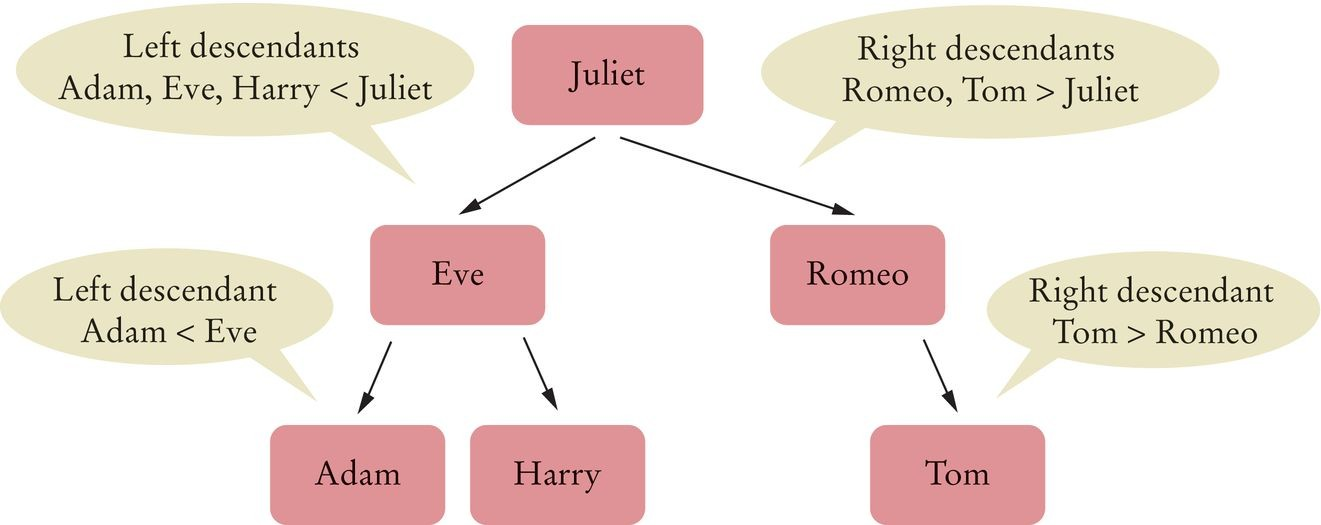 Left descendants
Adam, Eve, Harry < Juliet
Juliet
Right descendants
Romeo, Tom > Juliet
Left descendant
Adam < Eve
Eve
Romeo
Right descendant
Tom > Romeo
Adam
Harry
Tom